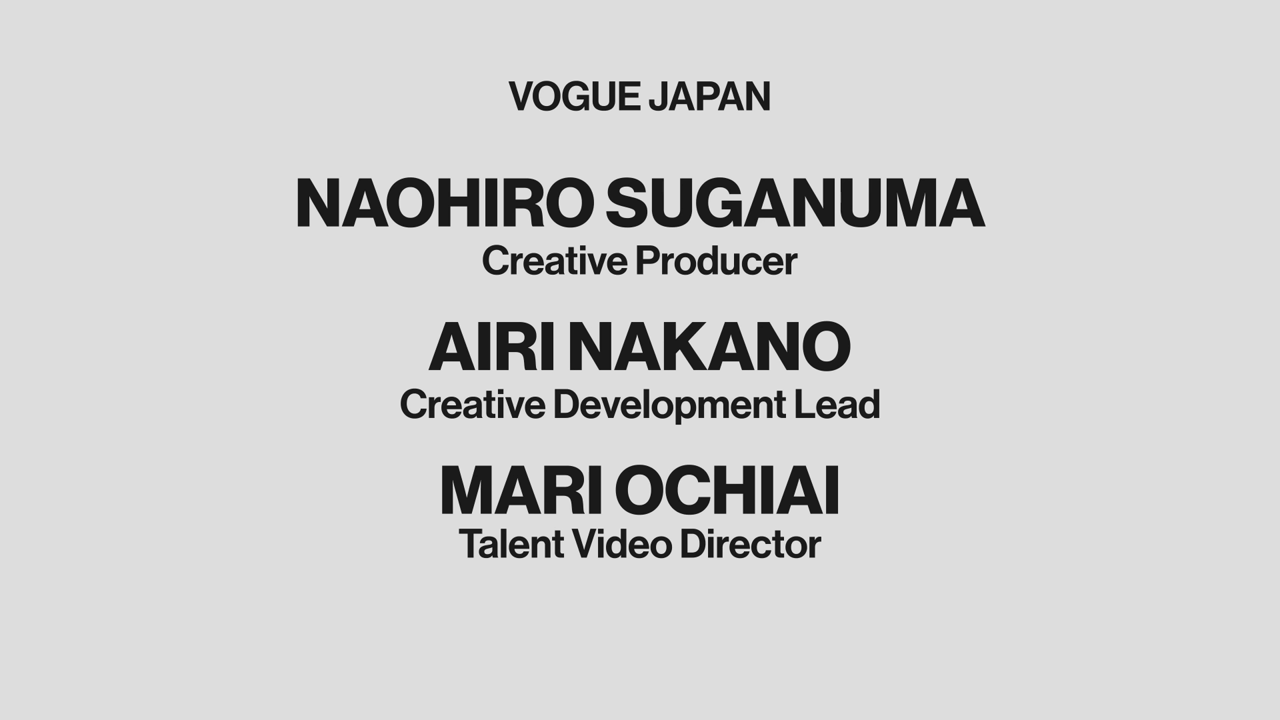 VOGUE JAPAN
NAOHIRO SUGANUMA
Creative Producer
AIRI NAKANO
Creative Development Lead
MARI OCHIAI
Talent Video Director